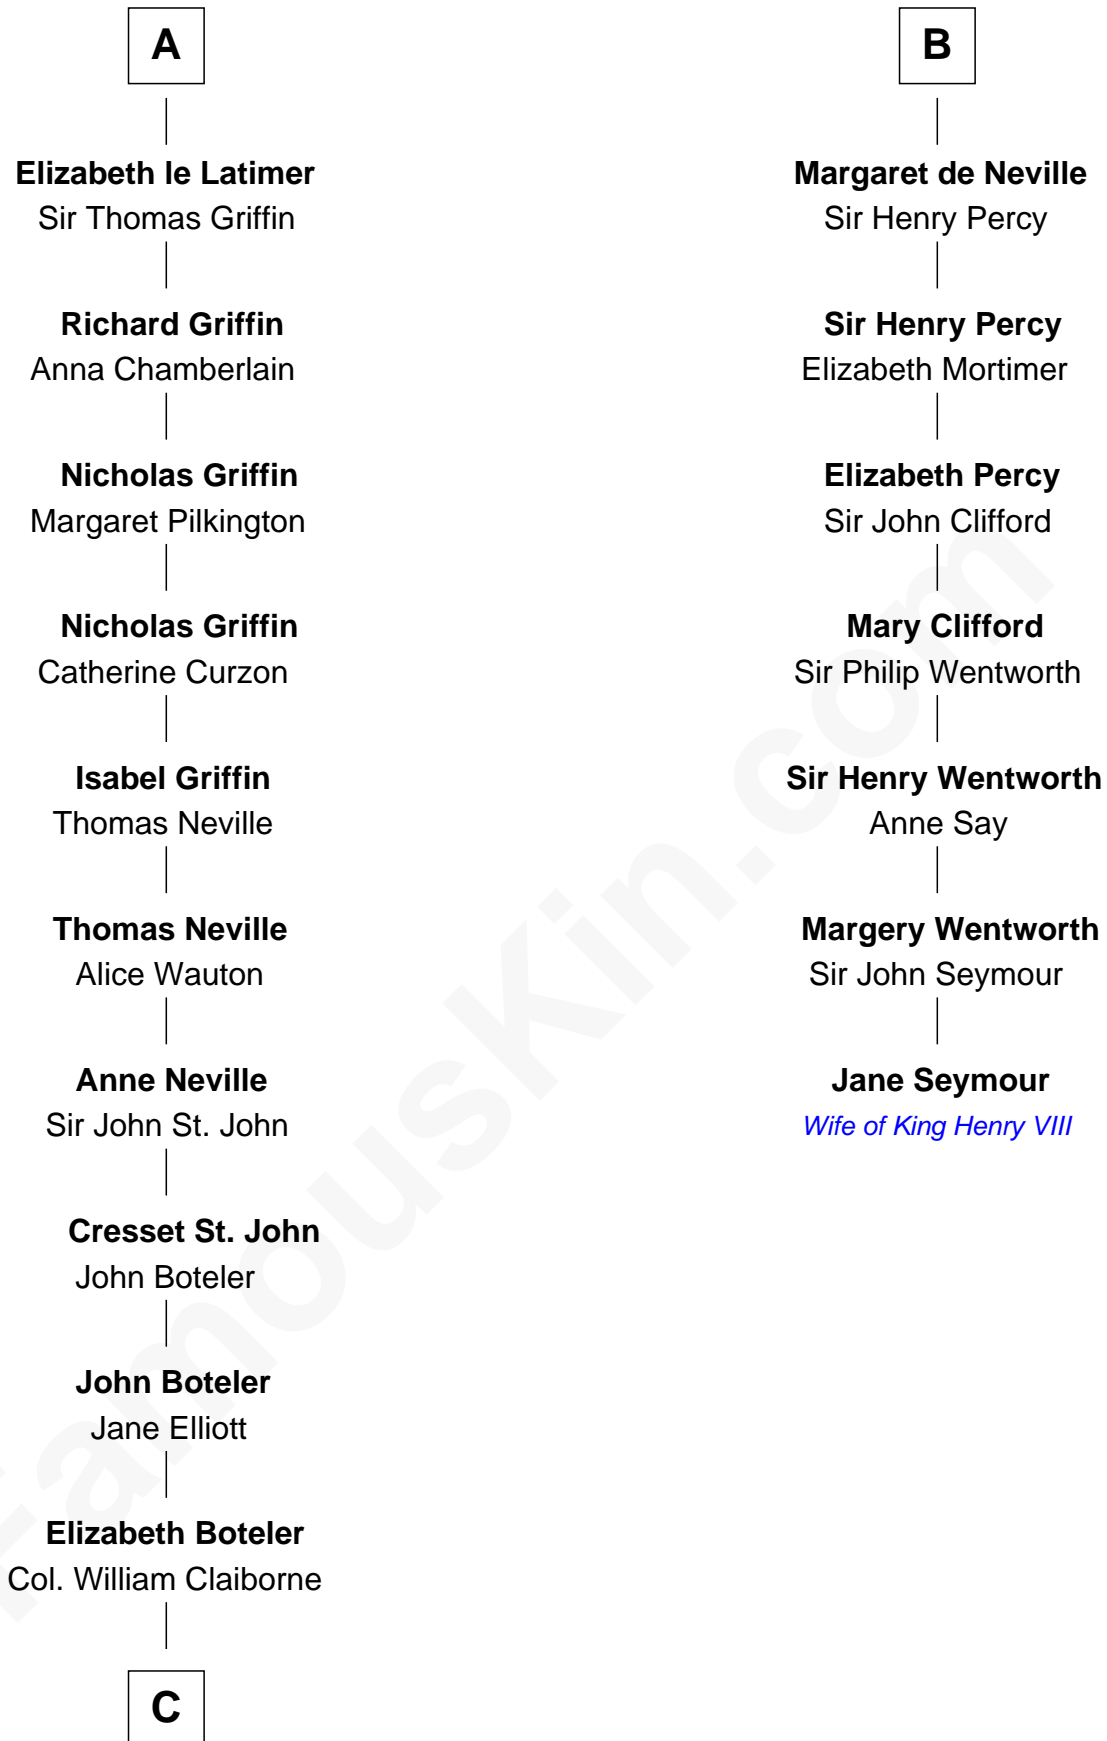 A
Elizabeth le Latimer
Sir Thomas Griffin
Richard Griffin
Anna Chamberlain
Nicholas Griffin
Margaret Pilkington
Nicholas Griffin
Catherine Curzon
Isabel Griffin
Thomas Neville
Thomas Neville
Alice Wauton
Anne Neville
Sir John St. John
Cresset St. John
John Boteler
John Boteler
Jane Elliott
Elizabeth Boteler
Col. William Claiborne
C
B
Margaret de Neville
Sir Henry Percy
Sir Henry Percy
Elizabeth Mortimer
Elizabeth Percy
Sir John Clifford
Mary Clifford
Sir Philip Wentworth
Sir Henry Wentworth
Anne Say
Margery Wentworth
Sir John Seymour
Jane Seymour
Wife of King Henry VIII
FamousKin.com